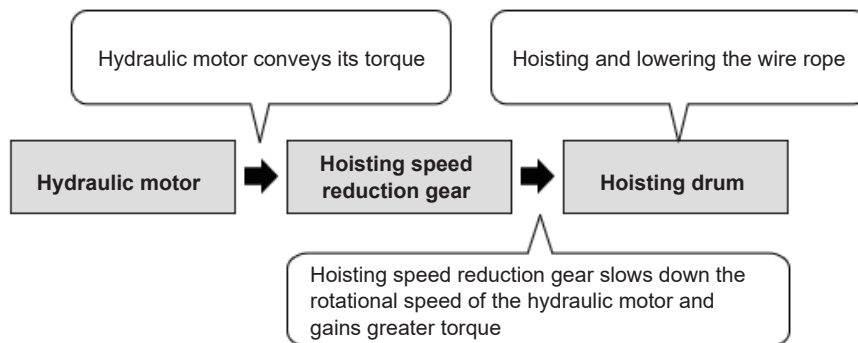 Hydraulic motor conveys its torque
Hoisting and lowering the wire rope
Hydraulic motor
Hoisting speed
reduction gear
Hoisting drum
Hoisting speed reduction gear slows down the
rotational speed of the hydraulic motor and
gains greater torque